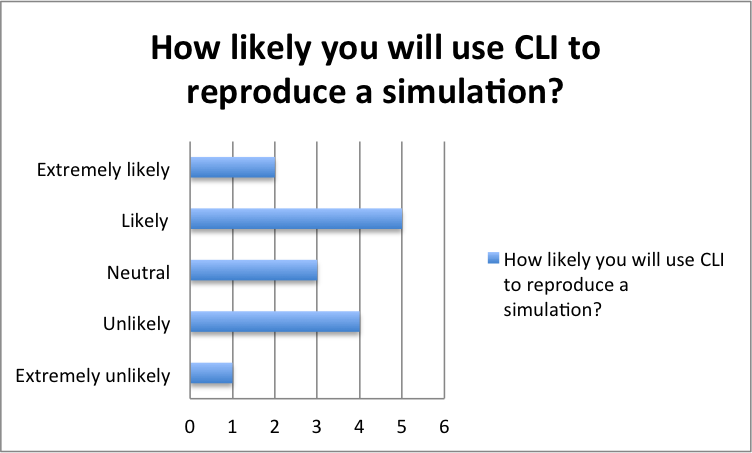 How likely you will use CLI to
reproduce a simulation?
Extremely likely
Likely
Neutral
Unlikely
Extremely unlikely
0 1 2 3 4 5 6
How likely you will use CLI
to reproduce a
simulation?